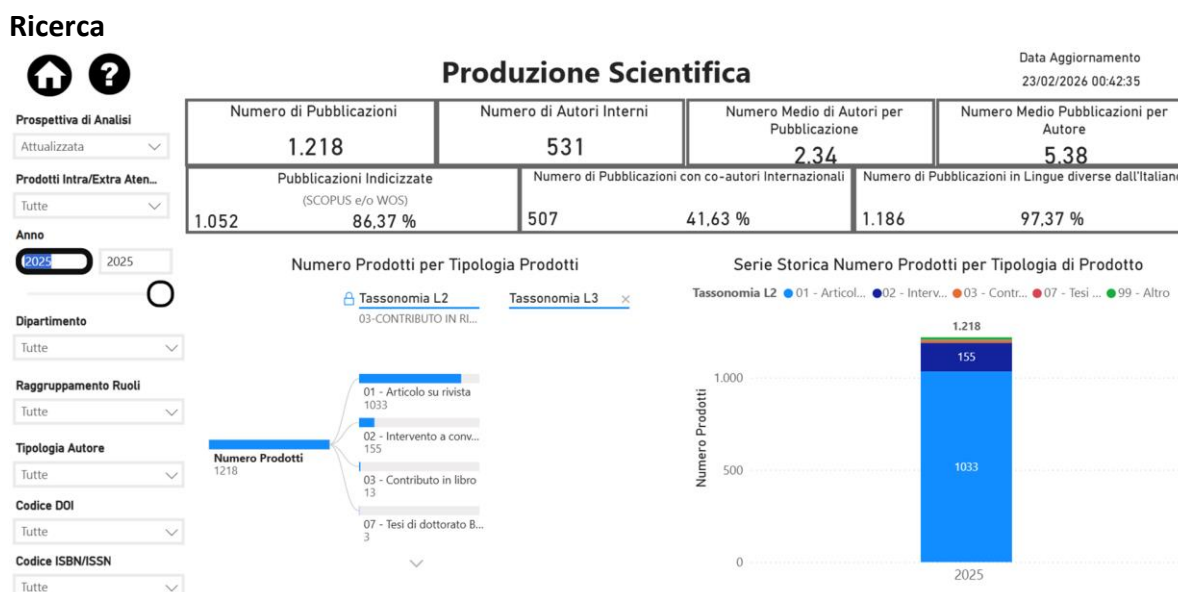 Ricerca
?
Produzione Scientifica
Data Aggiornamento
23/02/2026 00:42:35
Prospettiva di Analisi
Attualizzata
Prodotti Intra/Extra Aten...
Tutte
Anno
2025
2025
Dipartimento
Tutte
Raggruppamento Ruoli
Tutte
Tipologia Autore
Tutte
Codice DOI
Tutte
Codice ISBN/ISSN
Tutte
Numero di Pubblicazioni
1.218
Numero di Autori Interni
531
Numero Medio di Autori per
Pubblicazione
2.34
Numero Medio Pubblicazioni per
Autore
5.38
Pubblicazioni Indicizzate
(SCOPUS e/o WOS)
1.052 86,37 %
Numero di Pubblicazioni con co-autori Internazionali
507 41,63 %
Numero di Pubblicazioni in Lingue diverse dall'Italiano
1.186 97,37 %
Numero Prodotti per Tipologia Prodotti
Tassonomia L2
03-CONTRIBUTO IN RI...
Tassonomia L3
Numero Prodotti
1218
01 - Articolo su rivista
1033
02 - Intervento a conv...
155
03 - Contributo in libro
13
07 - Tesi di dottorato B...
3
Serie Storica Numero Prodotti per Tipologia di Prodotto
Tassonomia L2 01 - Articol... 02 - Interv... 03 - Contr... 07 - Tesi ... 99 - Altro
Numero Prodotti
1.000
500
0
1.218
155
1033
2025